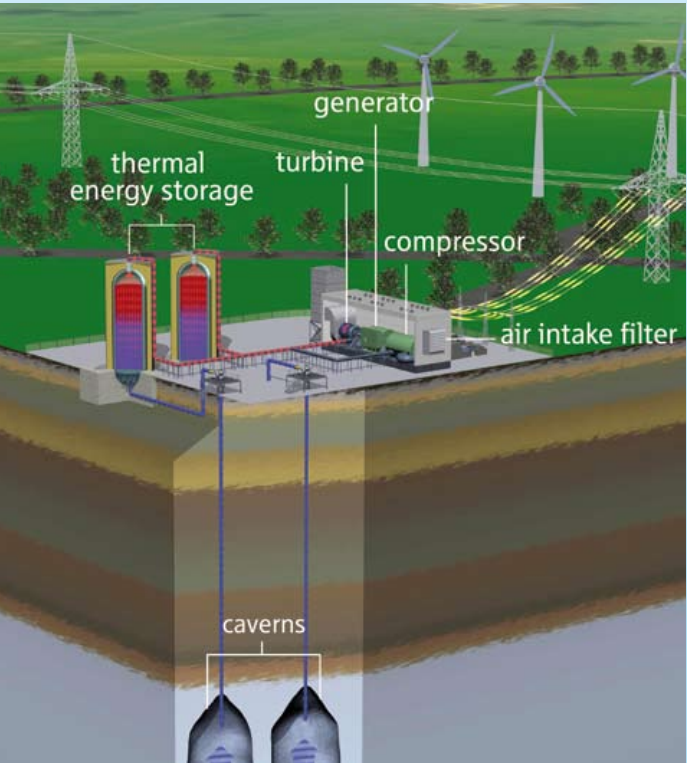 generator
thermal
energy storage
turbine
compressor
air intake filter
caverns